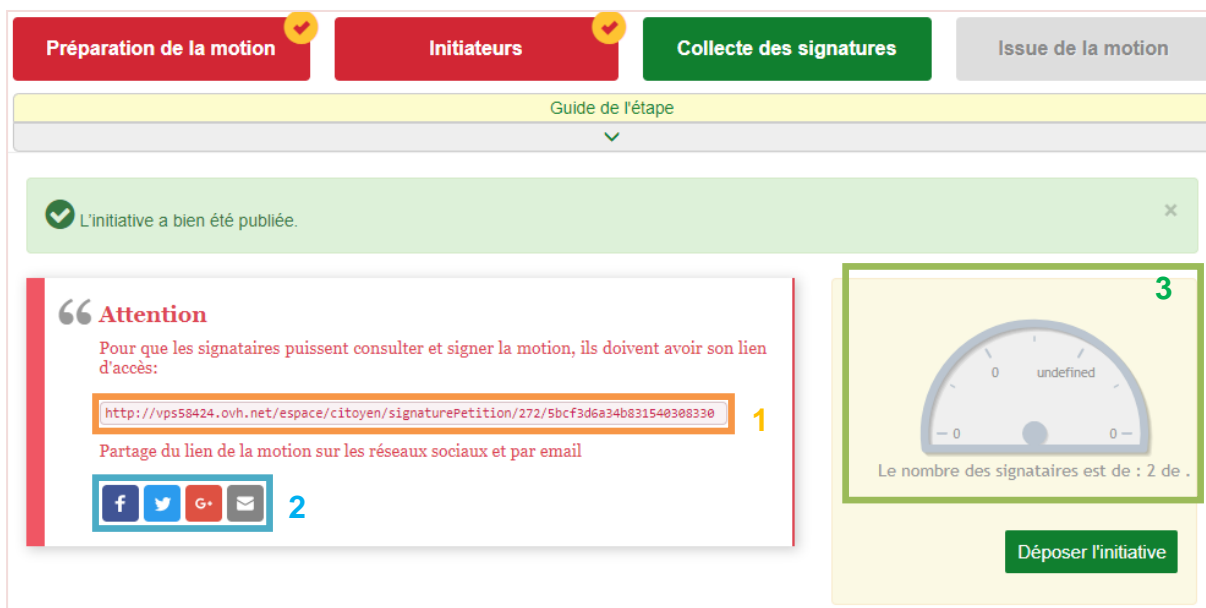 Préparation de la motion
Initiateurs
Collecte des signatures
Issue de la motion
Guide de l'étape
L'initiative a bien été publiée.
×
Attention
Pour que les signataires puissent consulter et signer la motion, ils doivent avoir son lien
d'accès:
http://vps58424.ovh.net/espace/citoyen/signaturePetition/272/5bcf3d6a34b831540308330
1
Partage du lien de la motion sur les réseaux sociaux et par email
f
G+
2
3
0 undefined
0 0
Le nombre des signataires est de : 2 de .
Déposer l'initiative